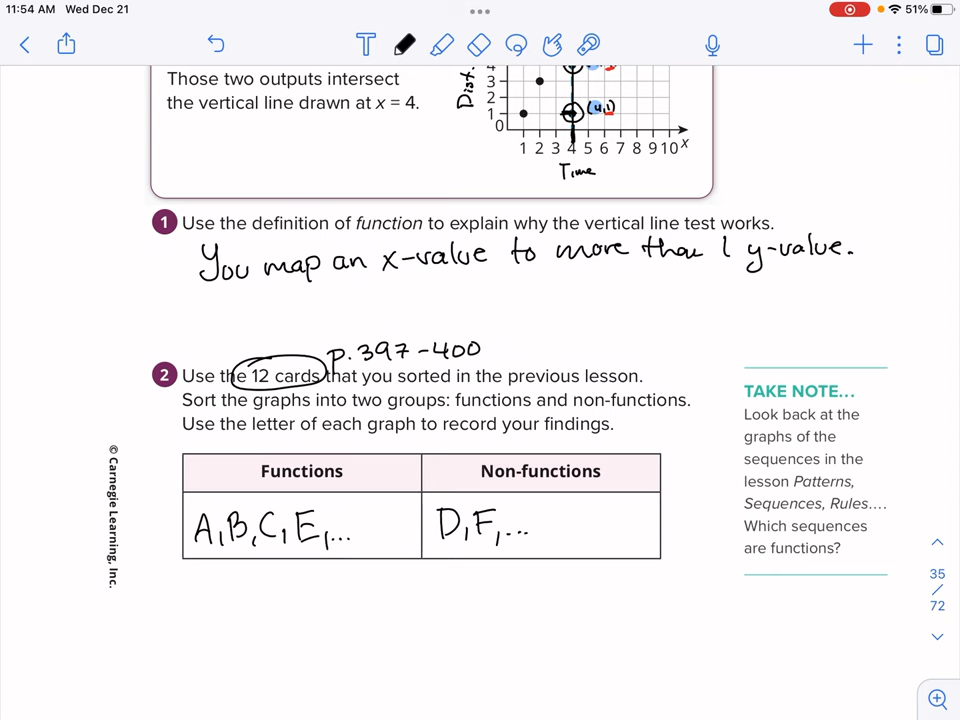 11:54 AM Wed Dec 21
51%
Those two outputs intersect
the vertical line drawn at x = 4.
Dist.
4
3
2
1
0
(4,1)
1 2 3 4 5 6 7 8 9 10 x
Time
1 Use the definition of function to explain why the vertical line test works.
You map an x-value to more than 1 y-value.
p. 397-400
2 Use the 12 cards that you sorted in the previous lesson.
Sort the graphs into two groups: functions and non-functions.
Use the letter of each graph to record your findings.
Functions Non-functions
A, B, C, E, ... D, F, ...
TAKE NOTE...
Look back at the
graphs of the
sequences in the
lesson Patterns,
Sequences, Rules....
Which sequences
are functions?
© Carnegie Learning, Inc.
35
/
72